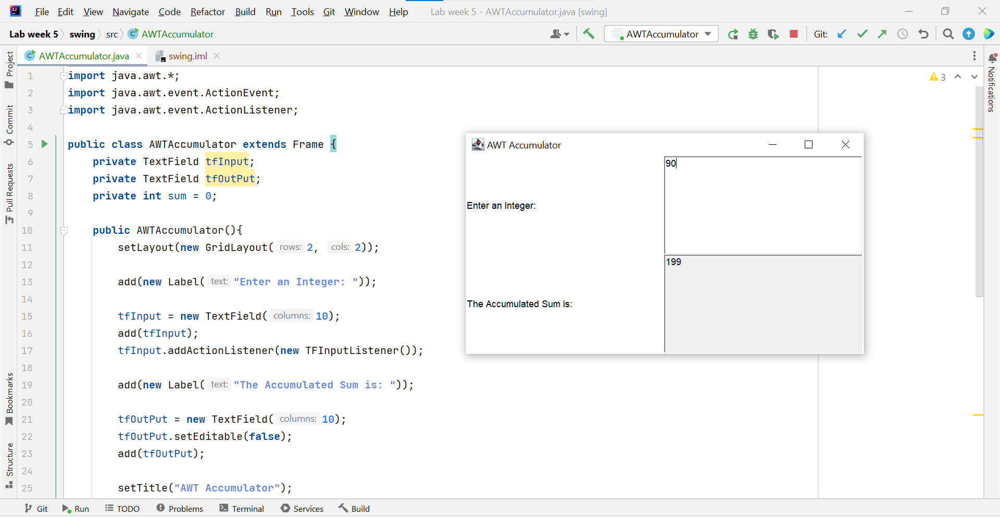 File Edit View Navigate Code Refactor Build Run Tools Git Window Help Lab week 5 - AWTAccumulator.java [swing]
Lab week 5 swing src AWTAccumulator AWTAccumulator Git:
AWTAccumulator.java swing.iml
Project
Commit
Pull Requests
Bookmarks
Structure
Notifications
3
1 import java.awt.*;
2 import java.awt.event.ActionEvent;
3 import java.awt.event.ActionListener;
4
5 public class AWTAccumulator extends Frame {
6 private TextField tfInput;
7 private TextField tfOutPut;
8 private int sum = 0;
9
10 public AWTAccumulator(){
11 setLayout(new GridLayout( rows: 2, cols: 2));
12
13 add(new Label( text: "Enter an Integer: "));
14
15 tfInput = new TextField( columns: 10);
16 add(tfInput);
17 tfInput.addActionListener(new TFInputListener());
18
19 add(new Label( text: "The Accumulated Sum is: "));
20
21 tfOutPut = new TextField( columns: 10);
22 tfOutPut.setEditable(false);
23 add(tfOutPut);
24
25 setTitle("AWT Accumulator");
AWT Accumulator
Enter an Integer: 90
The Accumulated Sum is: 199
Git Run TODO Problems Terminal Services Build